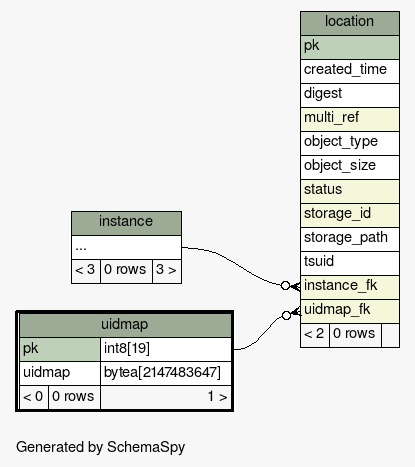 location
pk
created_time
digest
multi_ref
object_type
object_size
status
storage_id
storage_path
tsuid
instance_fk
uidmap_fk
< 2 0 rows
instance
...
< 3 0 rows 3 >
uidmap
pk int8[19]
uidmap bytea[2147483647]
< 0 0 rows 1 >
Generated by SchemaSpy